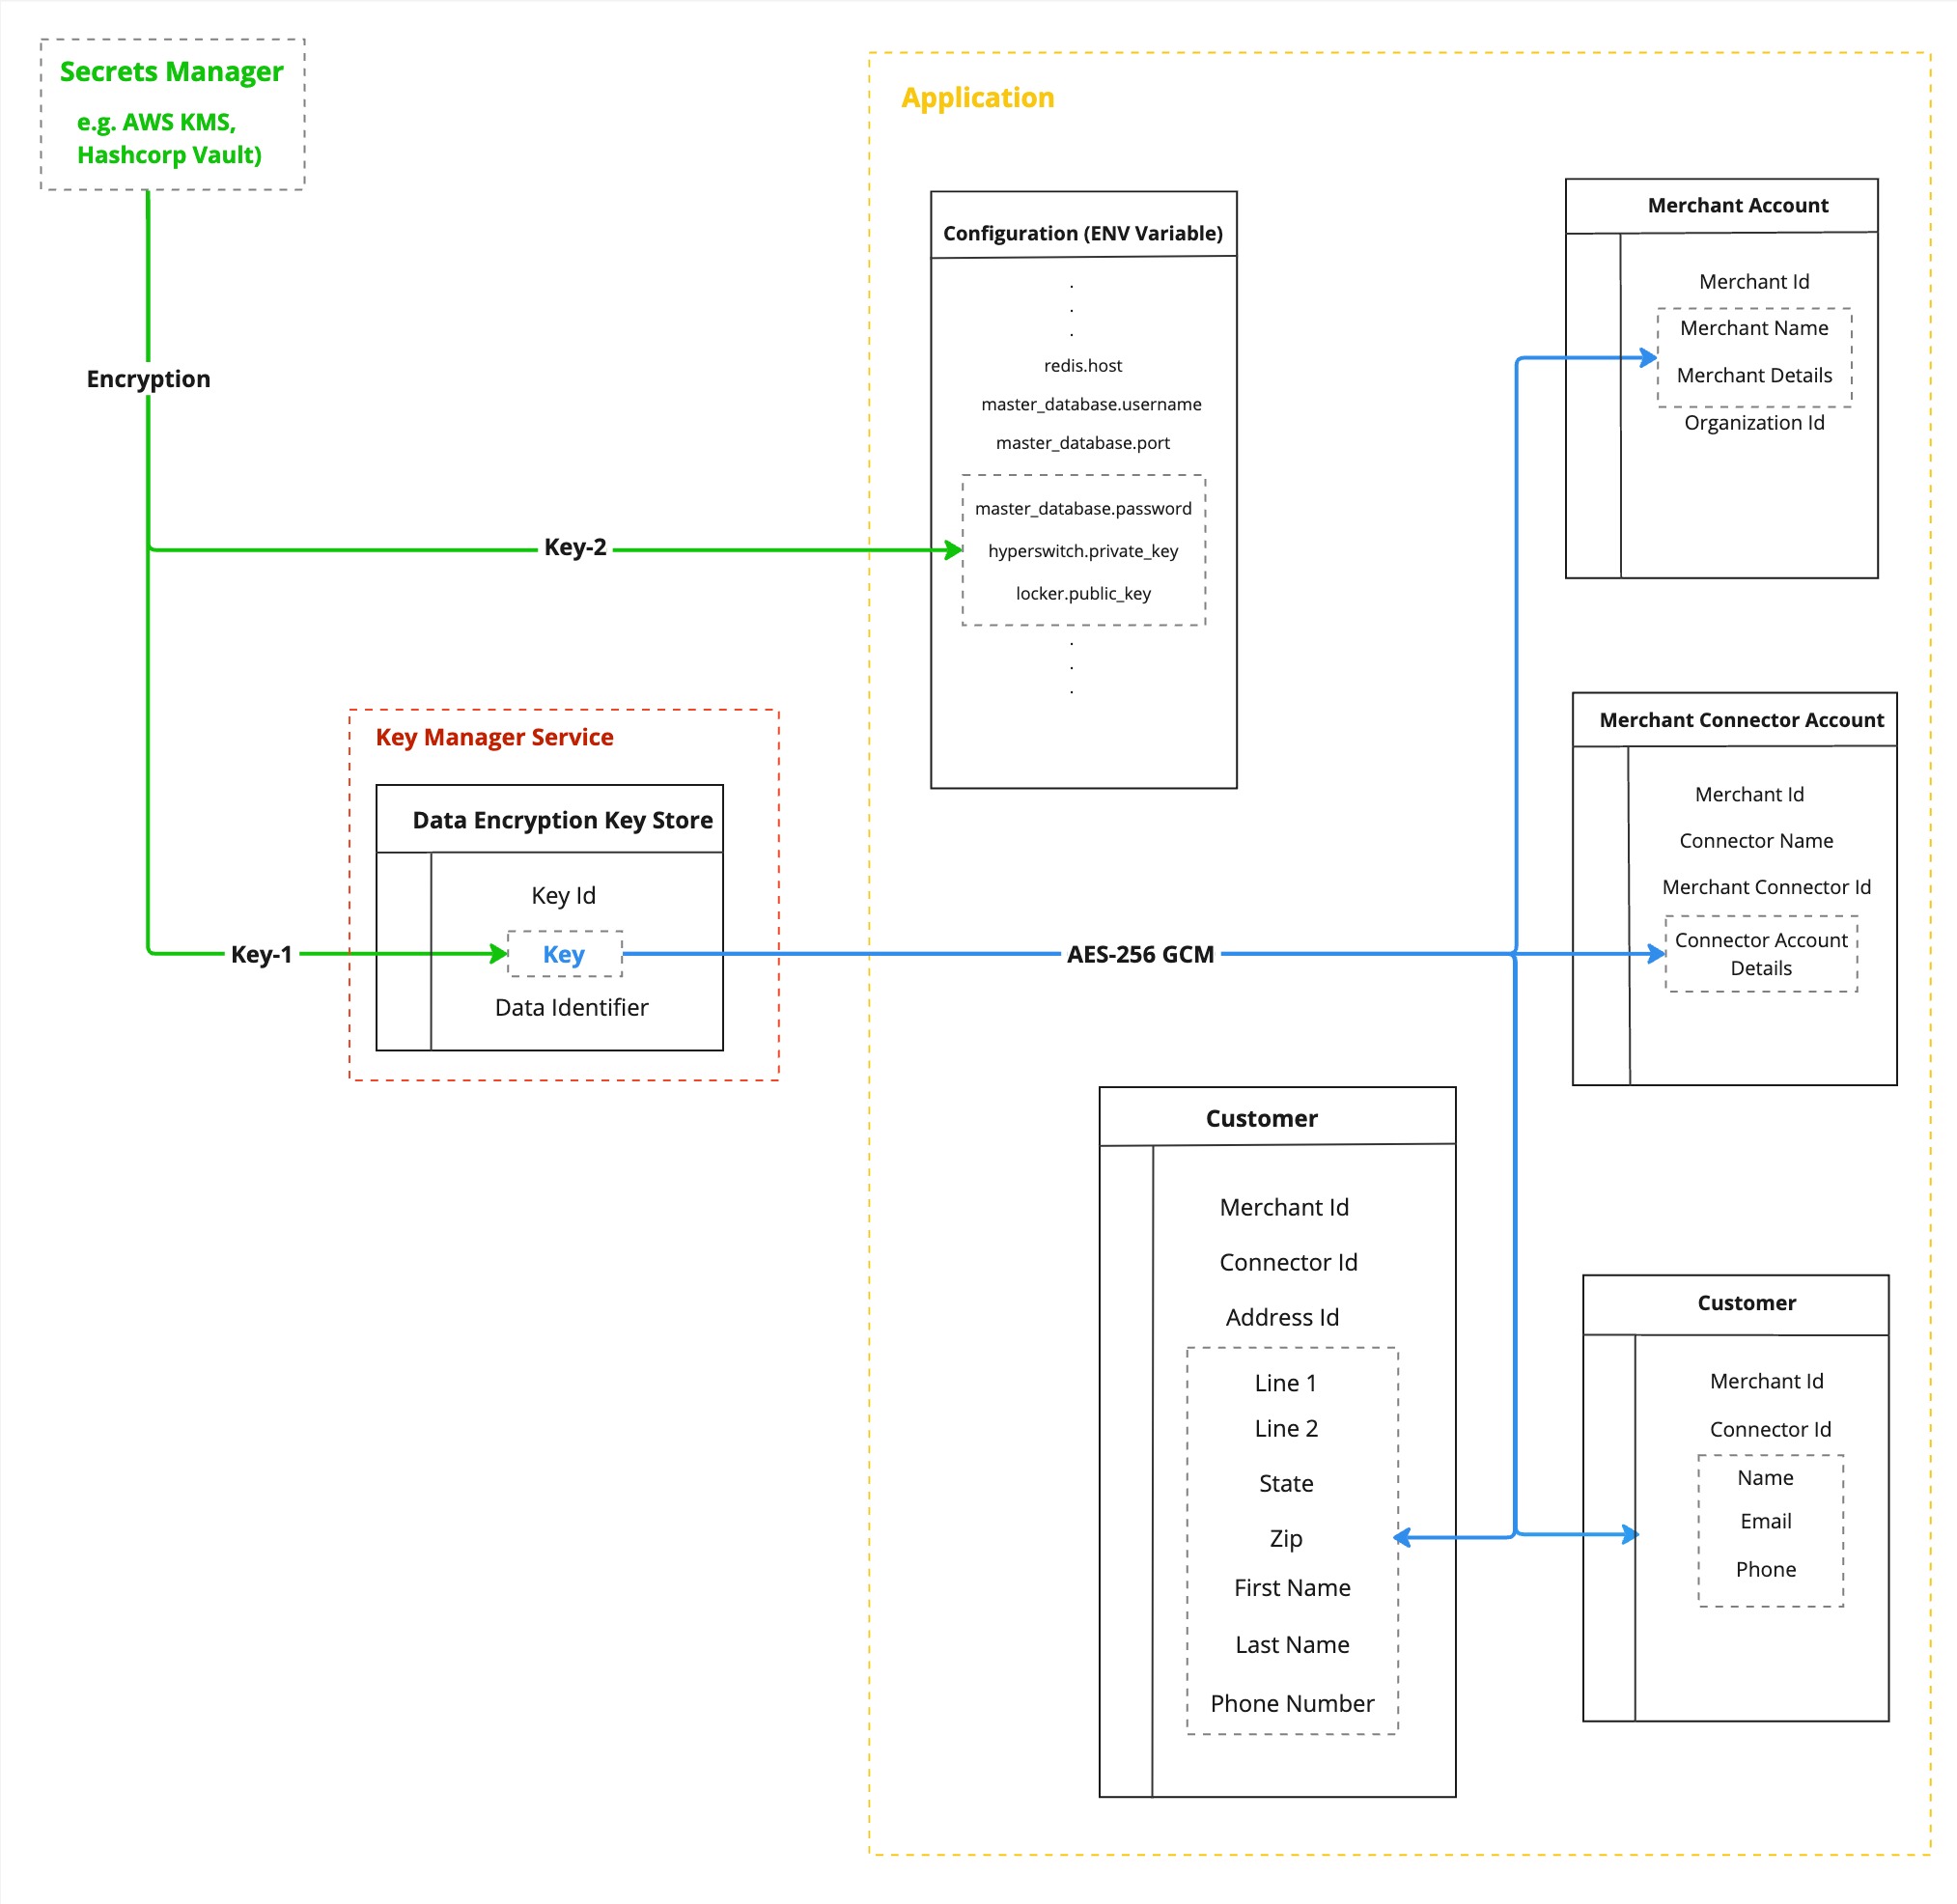 Secrets Manager
e.g. AWS KMS,
Hashcorp Vault)
Encryption
Key-2
Key-1
Key Manager Service
Data Encryption Key Store
Key Id
Key
Data Identifier
AES-256 GCM
Application
Configuration (ENV Variable)
.
.
.
redis.host
master_database.username
master_database.port
master_database.password
hyperswitch.private_key
locker.public_key
.
.
.
Merchant Account
Merchant Id
Merchant Name
Merchant Details
Organization Id
Merchant Connector Account
Merchant Id
Connector Name
Merchant Connector Id
Connector Account
Details
Customer
Merchant Id
Connector Id
Address Id
Line 1
Line 2
State
Zip
First Name
Last Name
Phone Number
Customer
Merchant Id
Connector Id
Name
Email
Phone